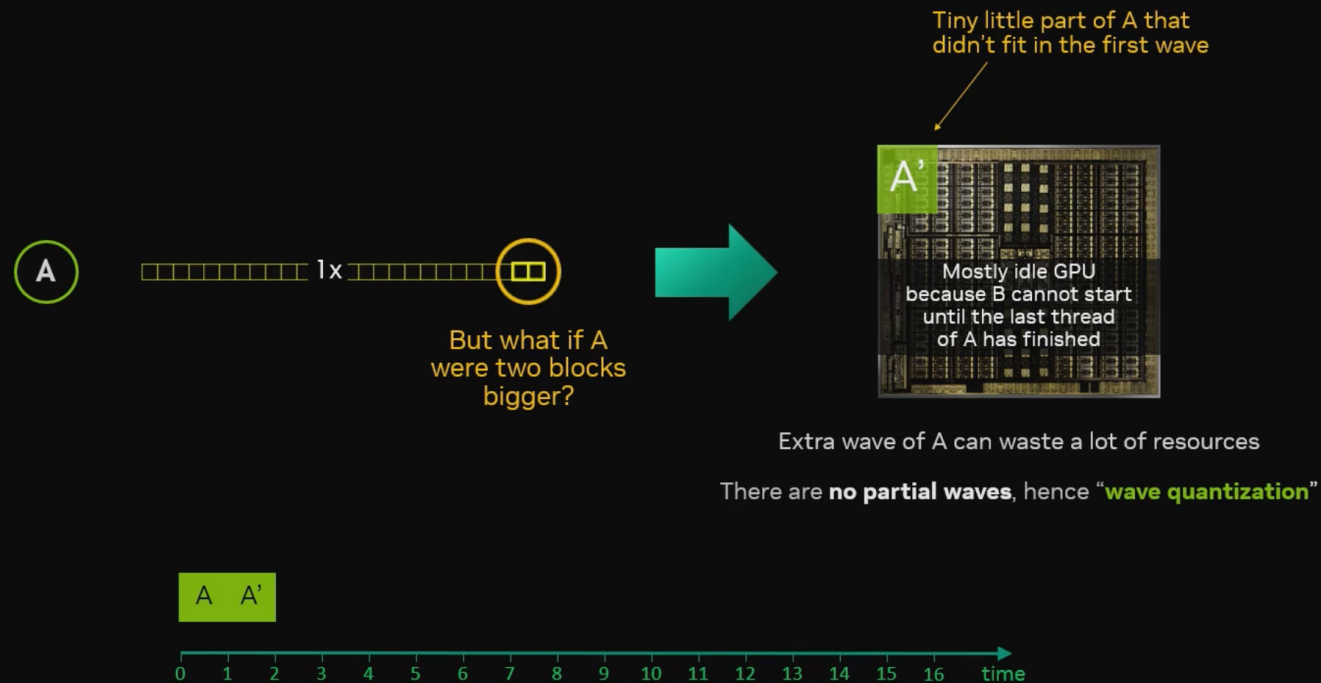 Tiny little part of A that
didn't fit in the first wave
A'
A
1x
Mostly idle GPU
because B cannot start
until the last thread
of A has finished
But what if A
were two blocks
bigger?
Extra wave of A can waste a lot of resources
There are no partial waves, hence “wave quantization”
A A'
0 1 2 3 4 5 6 7 8 9 10 11 12 13 14 15 16 time